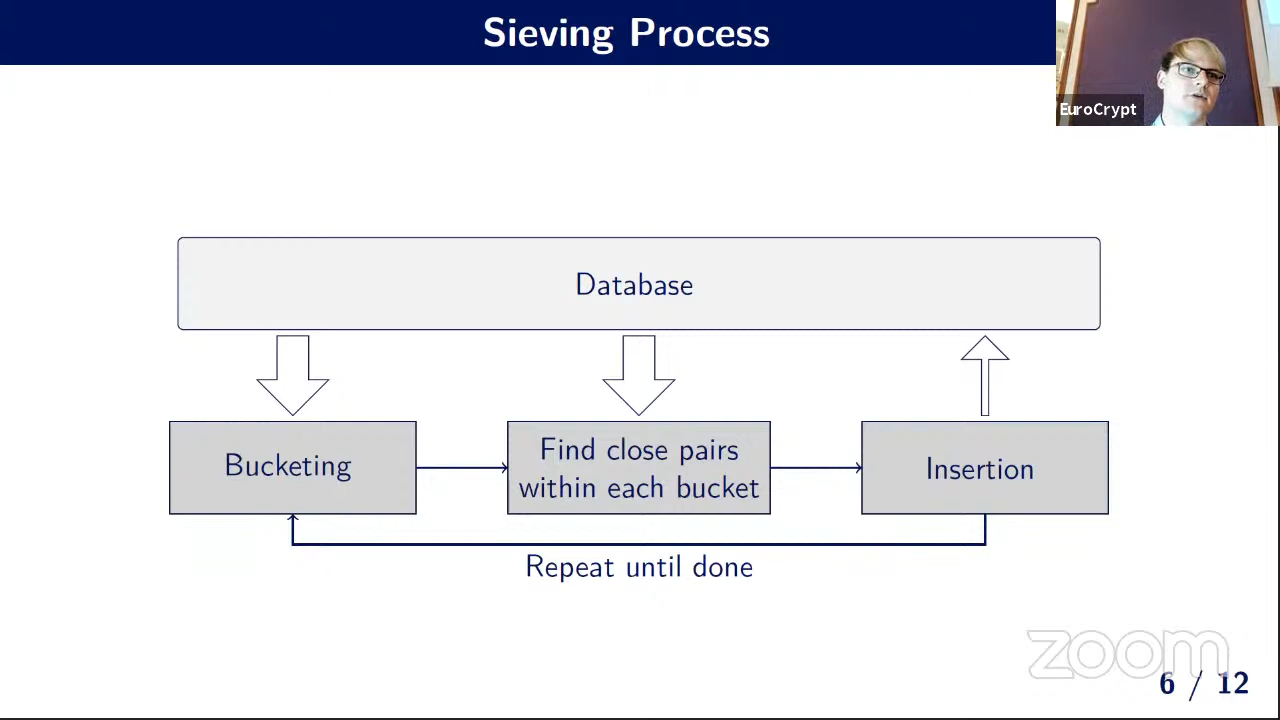 Sieving Process
EuroCrypt
Database
Bucketing
Find close pairs
within each bucket
Insertion
Repeat until done
zoom
6 / 12